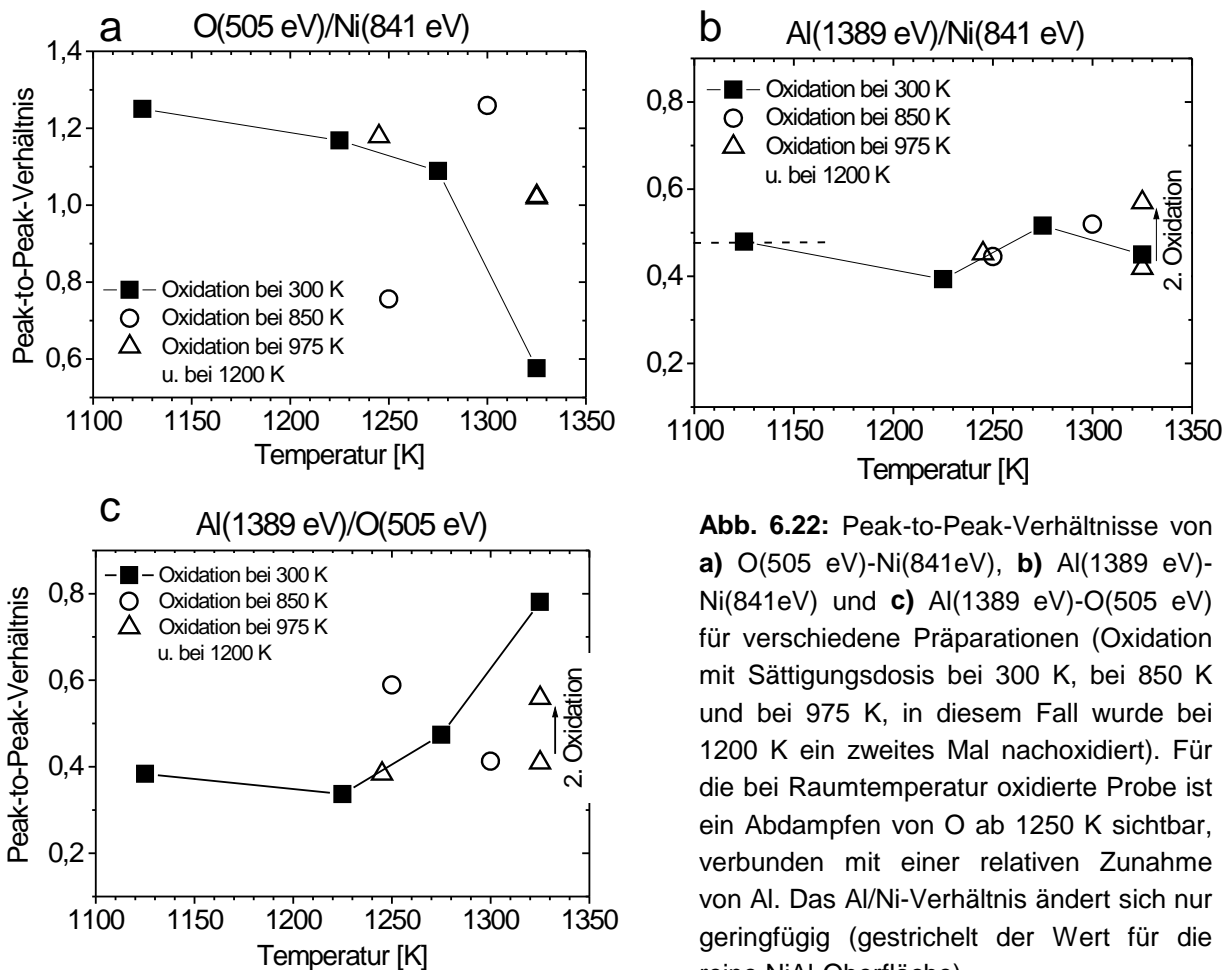 a
O(505 eV)/Ni(841 eV)
1,4
1,2
1,0
0,8
0,6
Peak-to-Peak-Verhältnis
Oxidation bei 300 K
Oxidation bei 850 K
Oxidation bei 975 K
u. bei 1200 K
1100 1150 1200 1250 1300 1350
Temperatur [K]
b
Al(1389 eV)/Ni(841 eV)
0,8
0,6
0,4
0,2
Oxidation bei 300 K
Oxidation bei 850 K
Oxidation bei 975 K
u. bei 1200 K
2. Oxidation
1100 1150 1200 1250 1300 1350
Temperatur [K]
c
Al(1389 eV)/O(505 eV)
0,8
0,6
0,4
0,2
Peak-to-Peak-Verhältnis
Oxidation bei 300 K
Oxidation bei 850 K
Oxidation bei 975 K
u. bei 1200 K
2. Oxidation
1100 1150 1200 1250 1300 1350
Temperatur [K]
Abb. 6.22: Peak-to-Peak-Verhältnisse von
a) O(505 eV)-Ni(841eV), b) Al(1389 eV)-
Ni(841eV) und c) Al(1389 eV)-O(505 eV)
für verschiedene Präparationen (Oxidation
mit Sättigungsdosis bei 300 K, bei 850 K
und bei 975 K, in diesem Fall wurde bei
1200 K ein zweites Mal nachoxidiert). Für
die bei Raumtemperatur oxidierte Probe ist
ein Abdampfen von O ab 1250 K sichtbar,
verbunden mit einer relativen Zunahme
von Al. Das Al/Ni-Verhältnis ändert sich nur
geringfügig (gestrichelt der Wert für die
reine NiAl-Oberfläche)